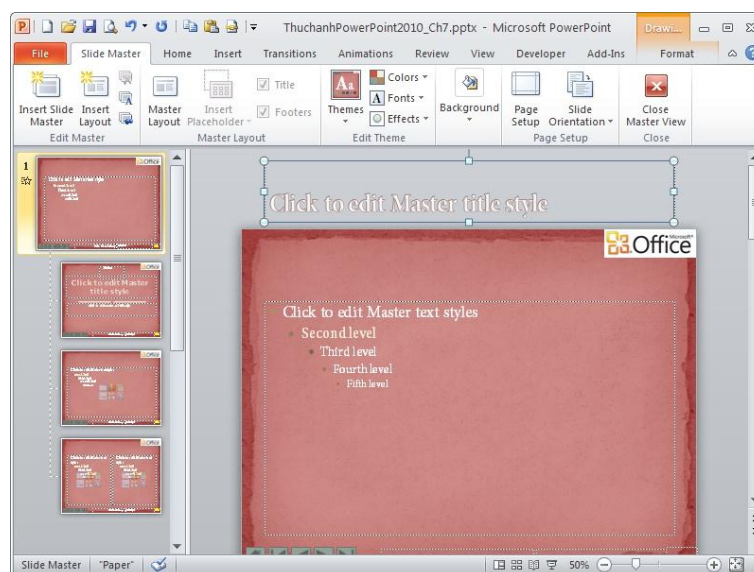 ThuchanhPowerPoint2010_Ch7.pptx - Microsoft PowerPoint
Drawi...
File Slide Master Home Insert Transitions Animations Review View Developer Add-Ins Format
Insert Slide Master
Insert Layout
Edit Master
Master Layout
Insert Placeholder
Title
Footers
Master Layout
Themes
Colors
Fonts
Effects
Edit Theme
Background
Page Setup
Slide Orientation
Page Setup
Close Master View
Close
1
Click to edit Master title style
Click to edit Master title style
Microsoft
Office
Click to edit Master text styles
Second level
Third level
Fourth level
Fifth level
Slide Master "Paper" 50%